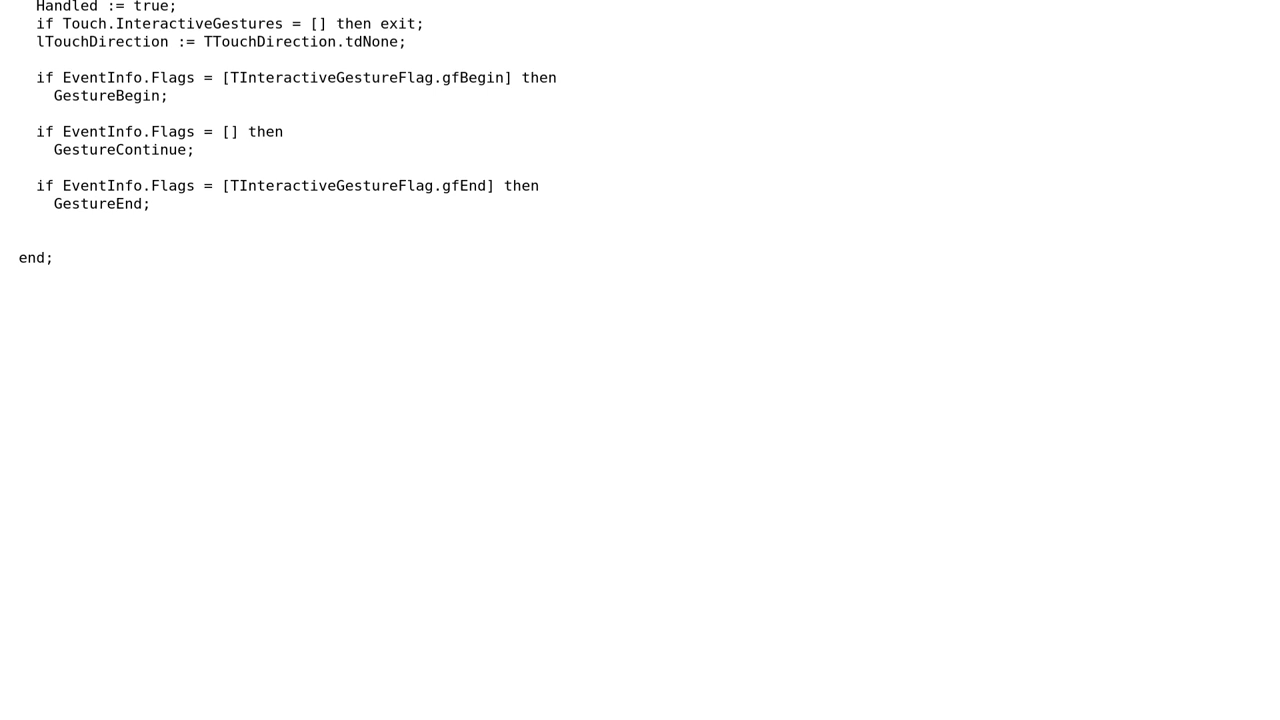 Handled := true;
if Touch.InteractiveGestures = [] then exit;
lTouchDirection := TTouchDirection.tdNone;
if EventInfo.Flags = [TInteractiveGestureFlag.gfBegin] then
GestureBegin;
if EventInfo.Flags = [] then
GestureContinue;
if EventInfo.Flags = [TInteractiveGestureFlag.gfEnd] then
GestureEnd;
end;